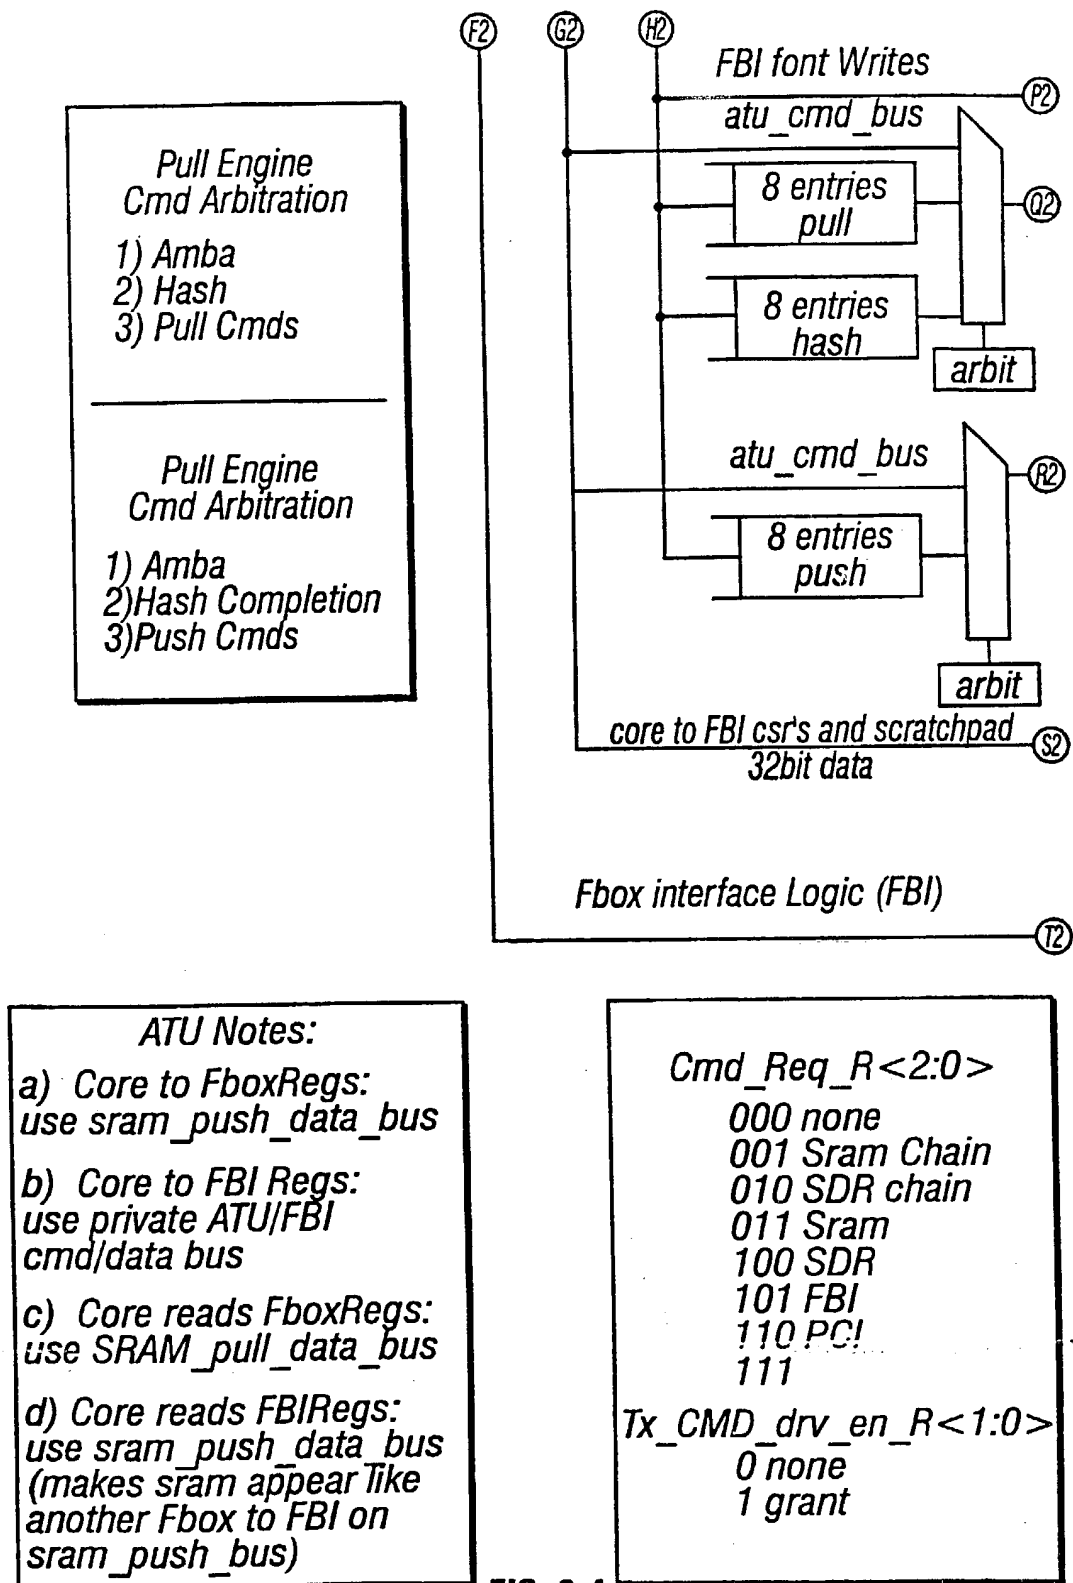 F2
G2
H2
FBI font Writes
P2
atu_cmd_bus
8 entries
pull
Q2
8 entries
hash
arbit
atu_cmd_bus
R2
8 entries
push
arbit
core to FBI csr's and scratchpad
32bit data
S2
Fbox interface Logic (FBI)
T2
Pull Engine
Cmd Arbitration
1) Amba
2) Hash
3) Pull Cmds
Pull Engine
Cmd Arbitration
1) Amba
2)Hash Completion
3)Push Cmds
ATU Notes:
a) Core to FboxRegs:
use sram_push_data_bus
b) Core to FBI Regs:
use private ATU/FBI
cmd/data bus
c) Core reads FboxRegs:
use SRAM_pull_data_bus
d) Core reads FBIRegs:
use sram_push_data_bus
(makes sram appear like
another Fbox to FBI on
sram_push_bus)
Cmd_Req_R<2:0>
000 none
001 Sram Chain
010 SDR chain
011 Sram
100 SDR
101 FBI
110 PCI
111
Tx_CMD_drv_en_R<1:0>
0 none
1 grant